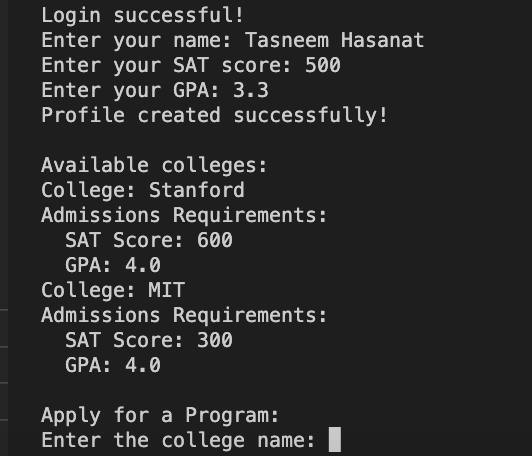 Login successful!
Enter your name: Tasneem Hasanat
Enter your SAT score: 500
Enter your GPA: 3.3
Profile created successfully!
Available colleges:
College: Stanford
Admissions Requirements:
SAT Score: 600
GPA: 4.0
College: MIT
Admissions Requirements:
SAT Score: 300
GPA: 4.0
Apply for a Program:
Enter the college name: